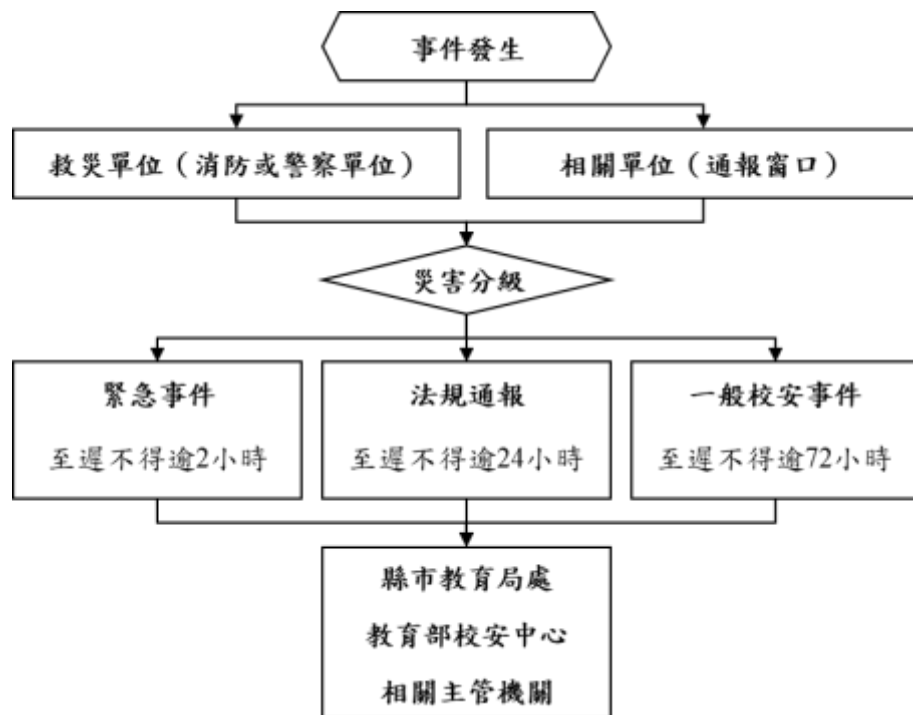 事件發生
救災單位（消防或警察單位）
相關單位（通報窗口）
災害分級
緊急事件
至遲不得逾2小時
法規通報
至遲不得逾24小時
一般校安事件
至遲不得逾72小時
縣市教育局處
教育部校安中心
相關主管機關